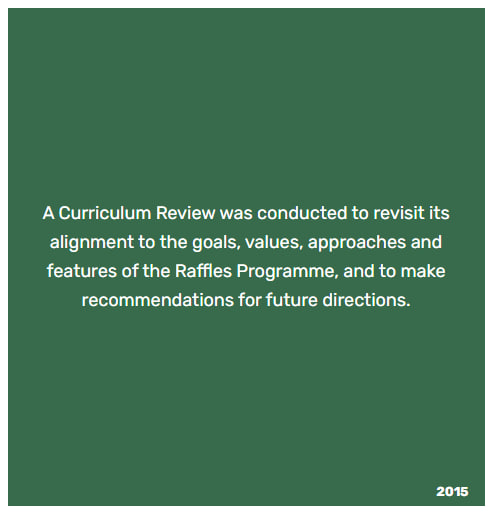 A Curriculum Review was conducted to revisit its
alignment to the goals, values, approaches and
features of the Raffles Programme, and to make
recommendations for future directions.
2015